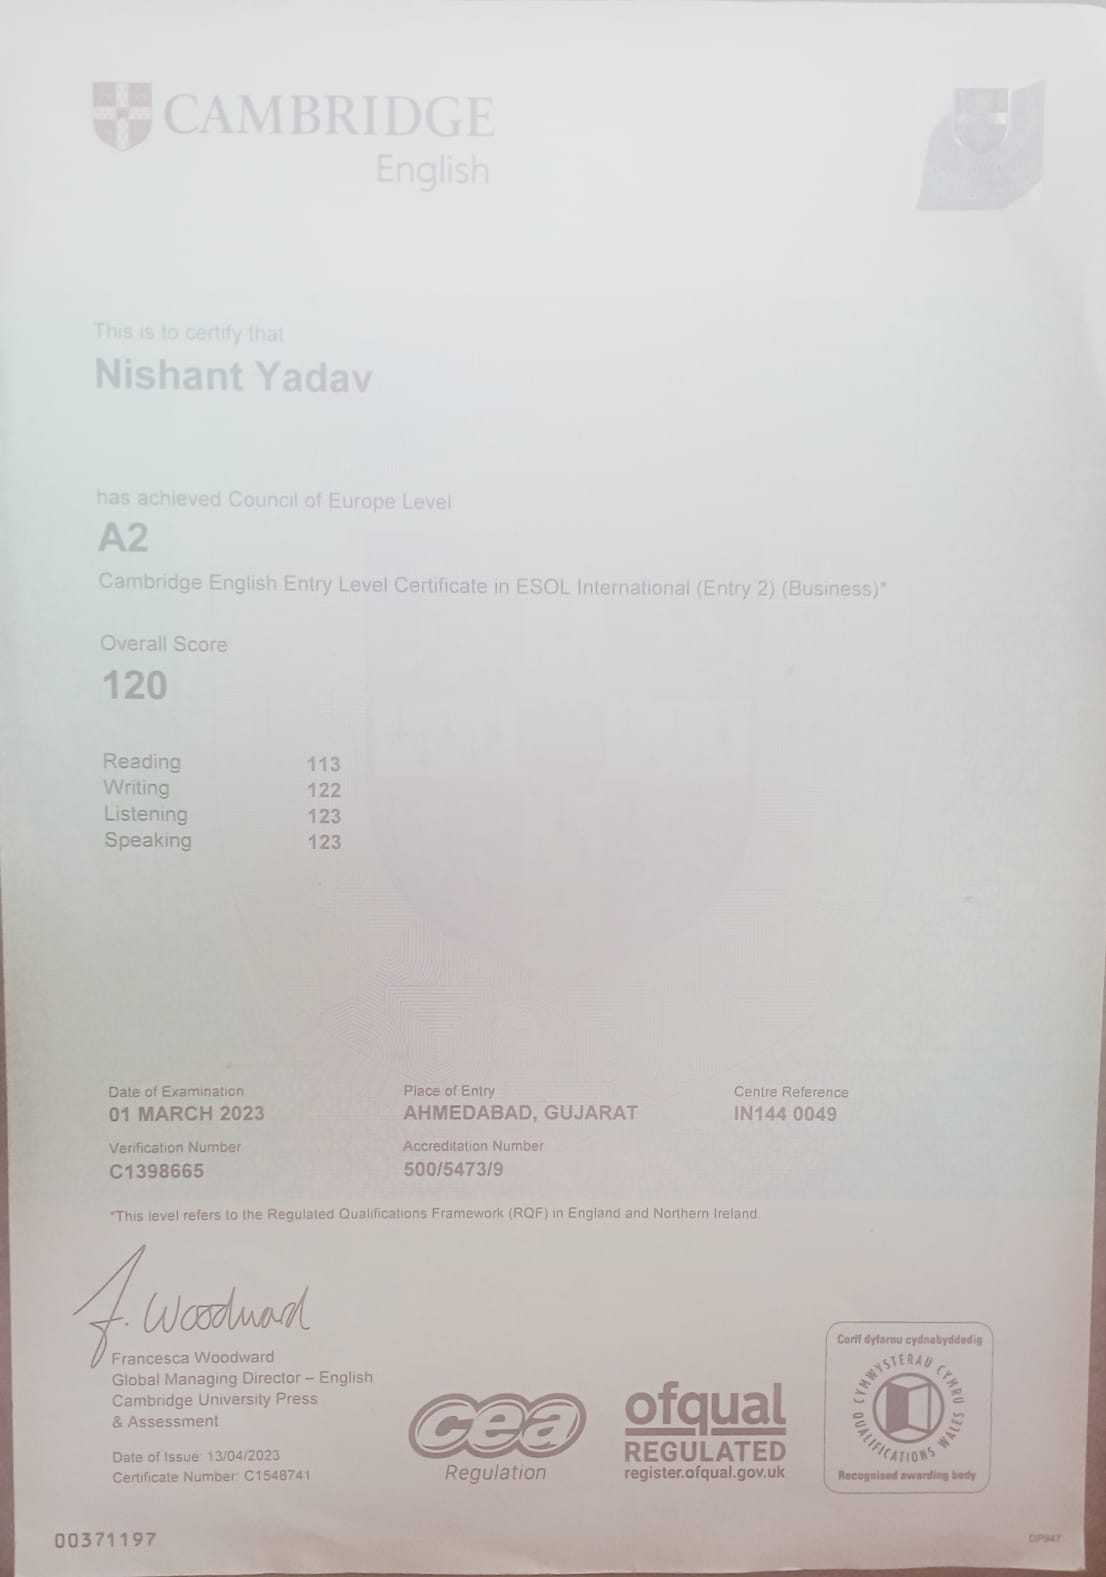 CAMBRIDGE
English
This is to certify that
Nishant Yadav
has achieved Council of Europe Level
A2
Cambridge English Entry Level Certificate in ESOL International (Entry 2) (Business)*
Overall Score
120
Reading 113
Writing 122
Listening 123
Speaking 123
Date of Examination Place of Entry Centre Reference
01 MARCH 2023 AHMEDABAD, GUJARAT IN144 0049
Verification Number Accreditation Number
C1398665 500/5473/9
*This level refers to the Regulated Qualifications Framework (RQF) in England and Northern Ireland.
F. Woodward
Francesca Woodward
Global Managing Director – English
Cambridge University Press
& Assessment
Date of Issue 13/04/2023
Certificate Number: C1548741
cea
Regulation
ofqual
REGULATED
register.ofqual.gov.uk
Corff dyfarnu cydnabyddedig
CYMWYSTERAU CYMRU
QUALIFICATIONS WALES
Recognised awarding body
00371197
DP947